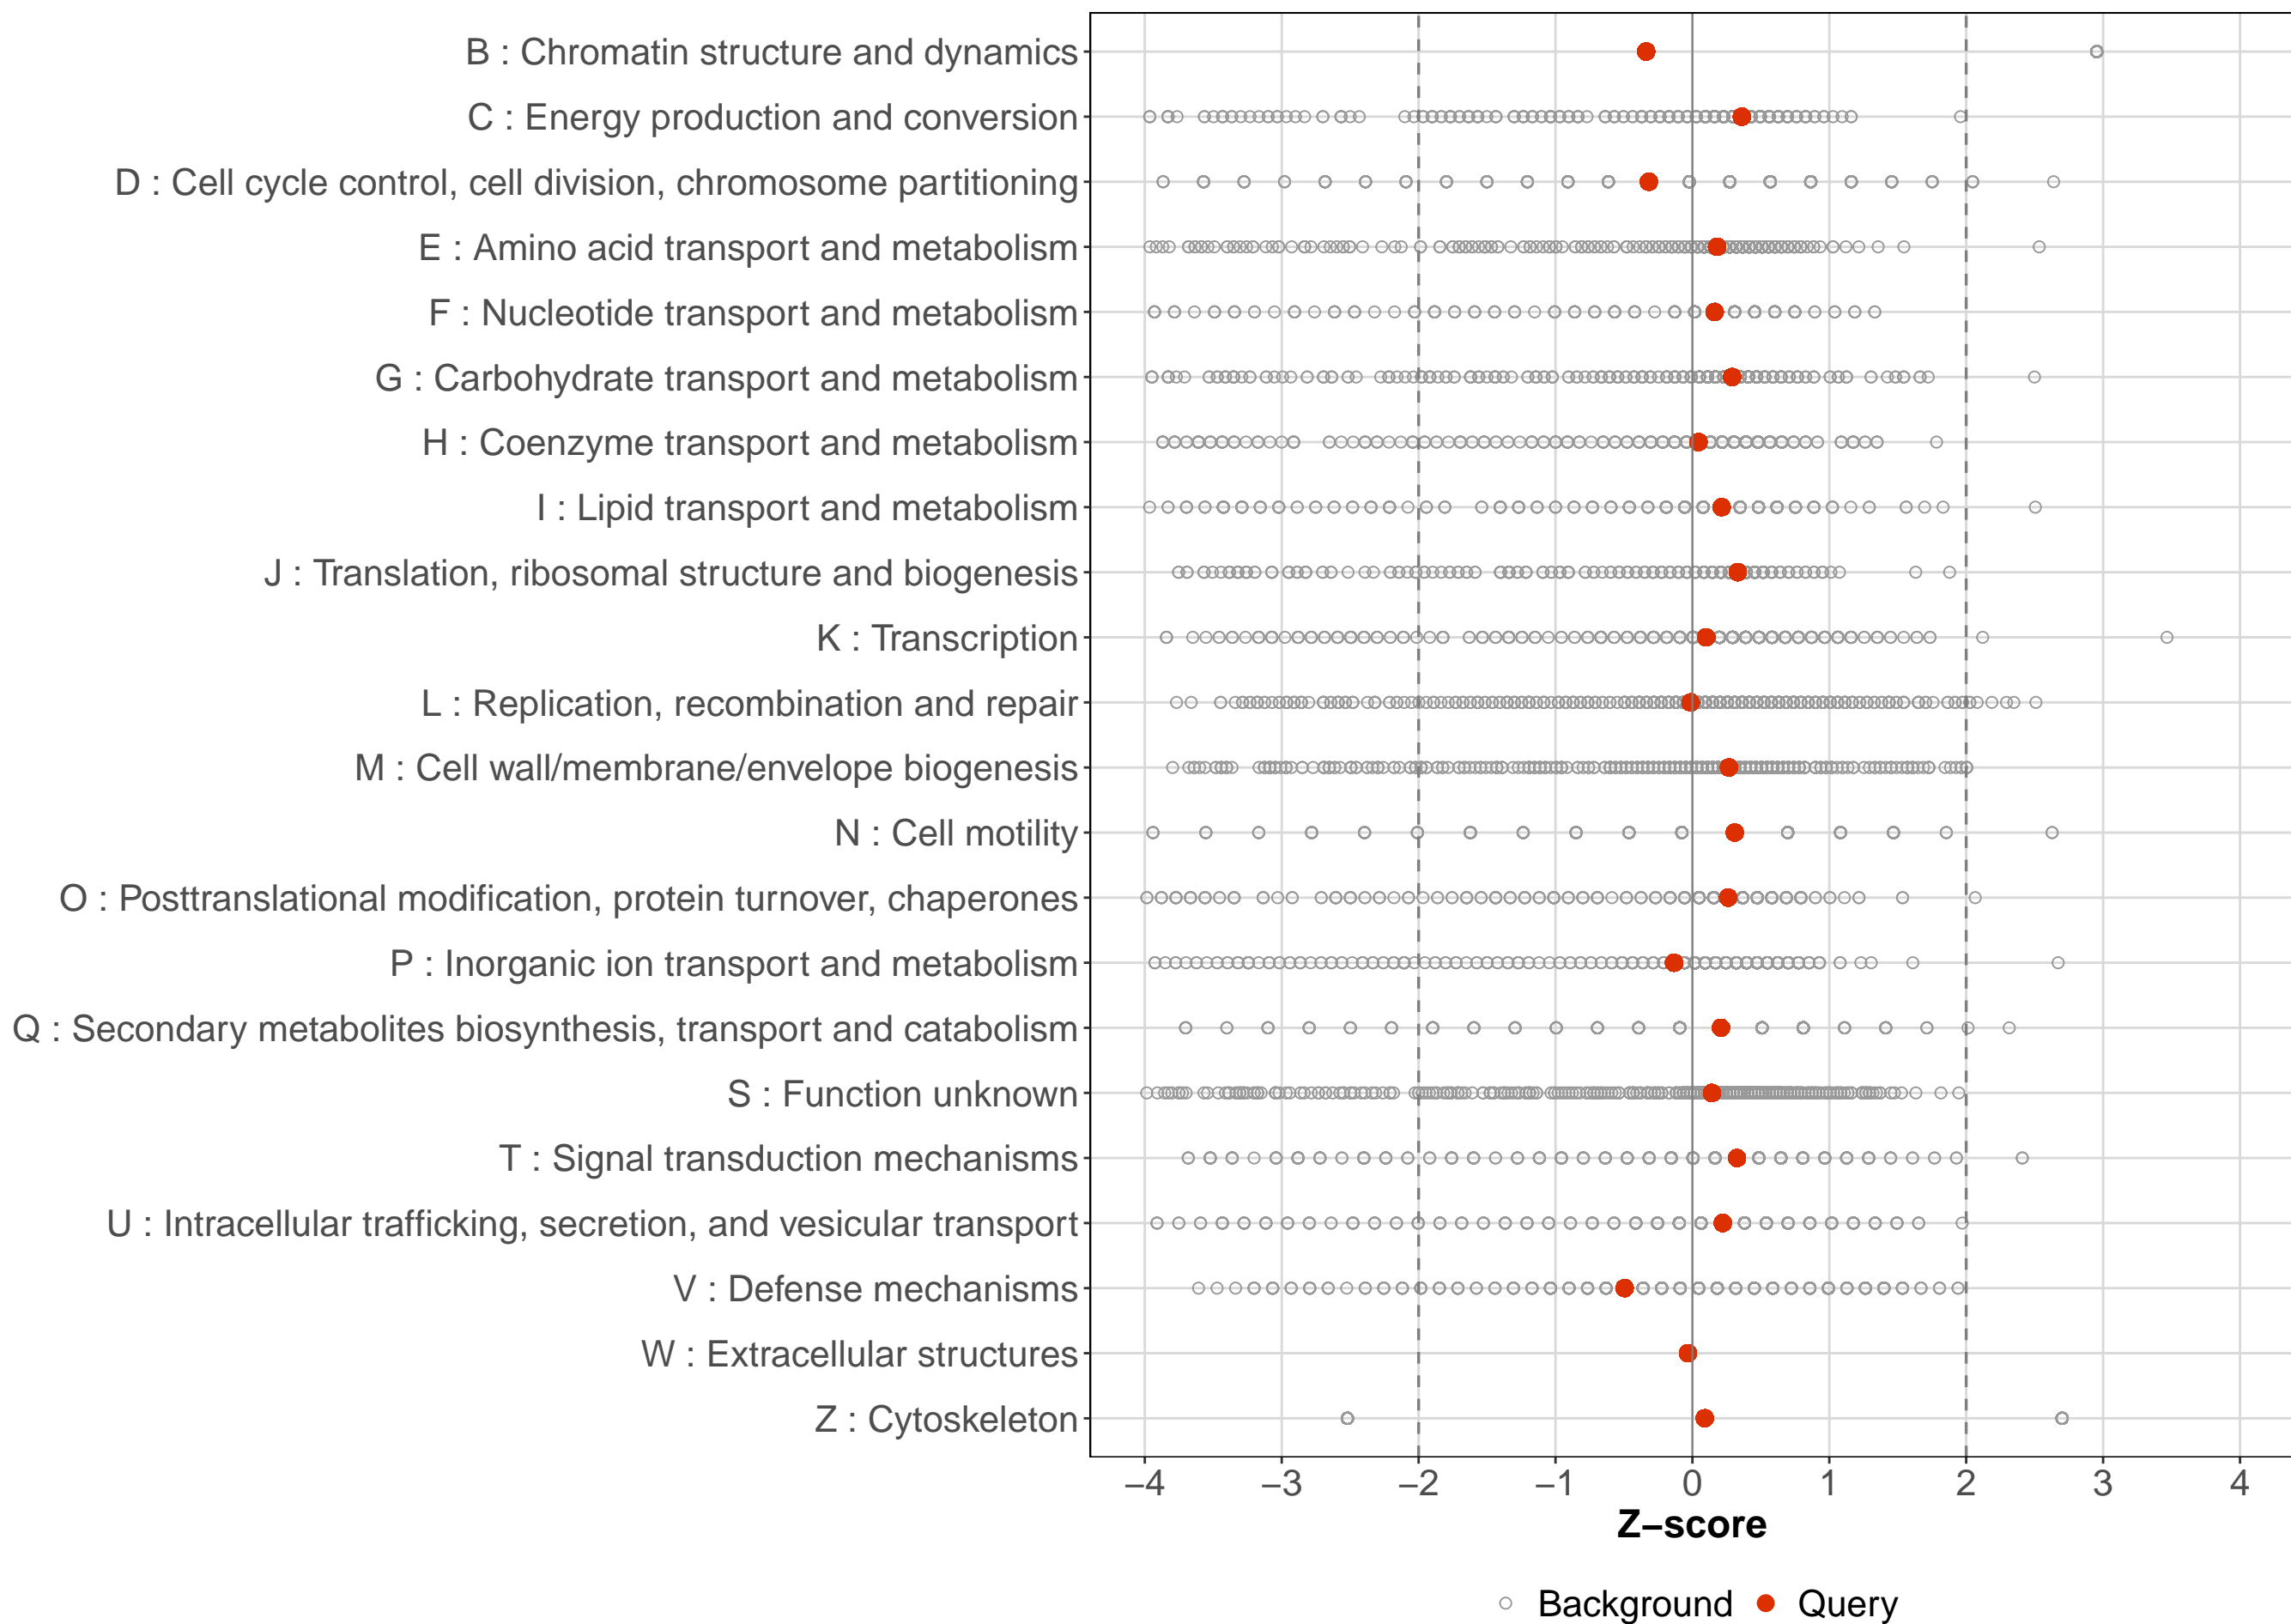 B : Chromatin structure and dynamics
C : Energy production and conversion
D : Cell cycle control, cell division, chromosome partitioning
E : Amino acid transport and metabolism
F : Nucleotide transport and metabolism
G : Carbohydrate transport and metabolism
H : Coenzyme transport and metabolism
I : Lipid transport and metabolism
J : Translation, ribosomal structure and biogenesis
K : Transcription
L : Replication, recombination and repair
M : Cell wall/membrane/envelope biogenesis
N : Cell motility
O : Posttranslational modification, protein turnover, chaperones
P : Inorganic ion transport and metabolism
Q : Secondary metabolites biosynthesis, transport and catabolism
S : Function unknown
T : Signal transduction mechanisms
U : Intracellular trafficking, secretion, and vesicular transport
V : Defense mechanisms
W : Extracellular structures
Z : Cytoskeleton
−4 −3 −2 −1 0 1 2 3 4
Z−score
Background Query